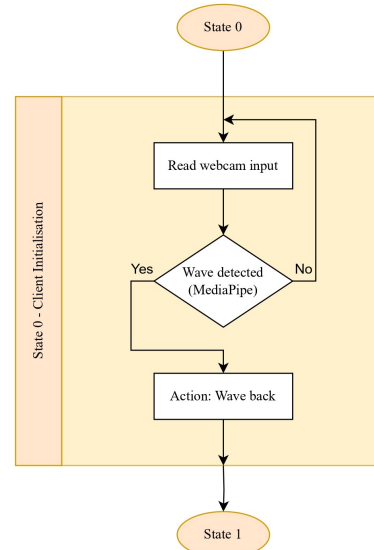 State 0
State 0 - Client Initialisation
Read webcam input
Wave detected
(MediaPipe)
Yes
No
Action: Wave back
State 1